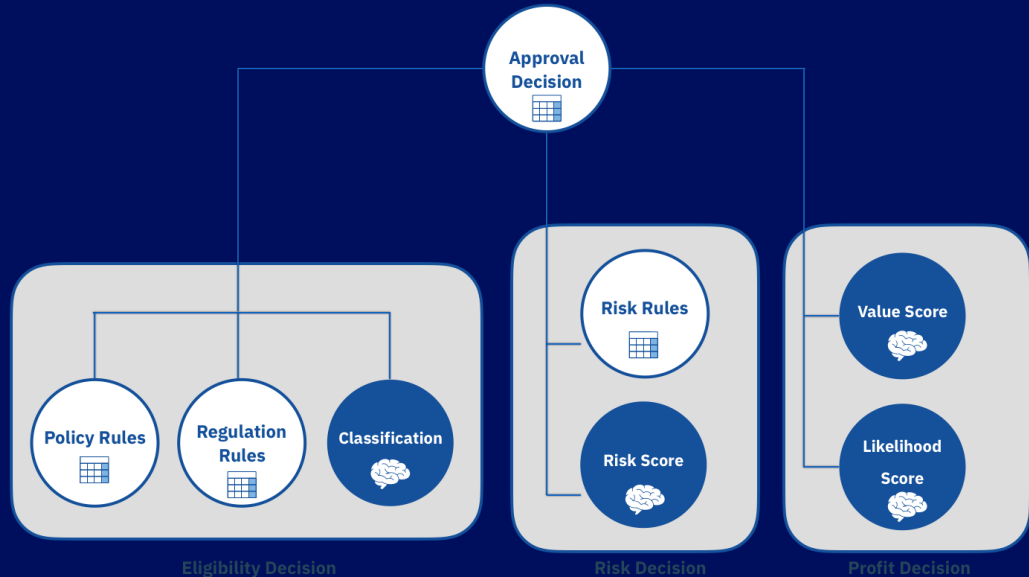 Approval
Decision
Risk Rules
Value Score
Policy Rules
Regulation
Rules
Classification
Risk Score
Likelihood
Score
Eligibility Decision
Risk Decision
Profit Decision